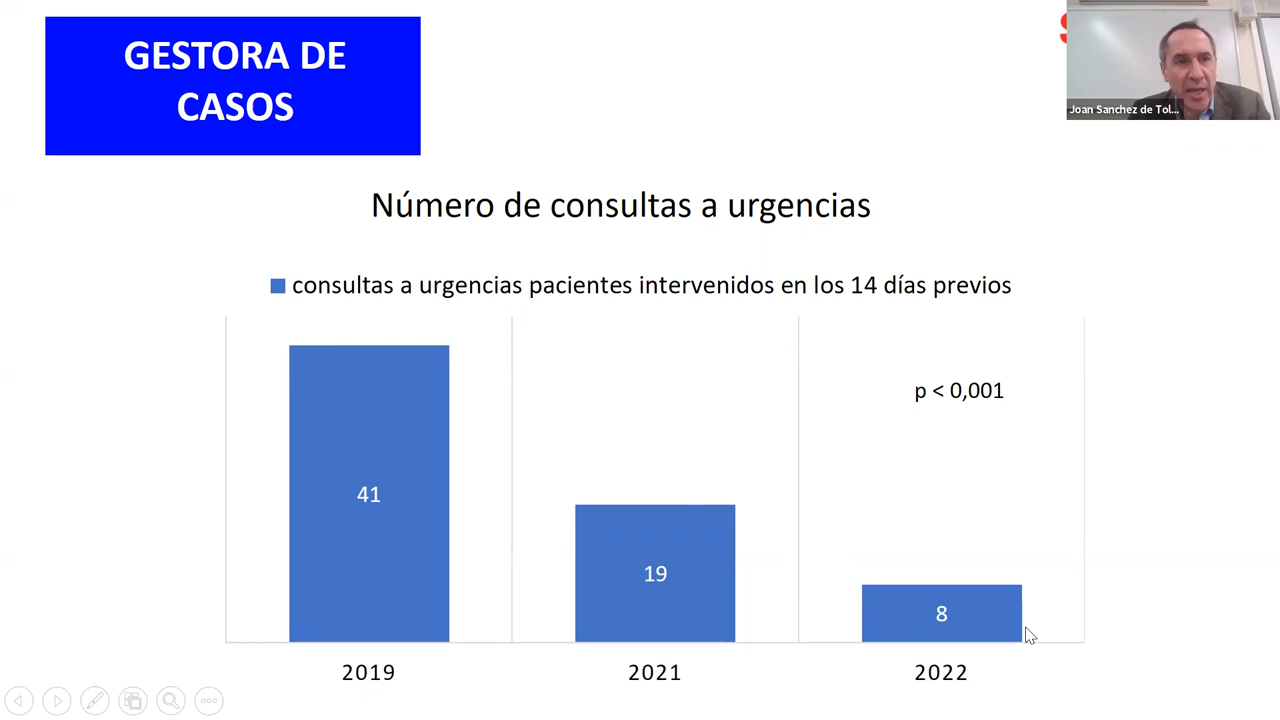 GESTORA DE
CASOS
Joan Sanchez de Tol...
Número de consultas a urgencias
consultas a urgencias pacientes intervenidos en los 14 días previos
p < 0,001
41
19
8
2019
2021
2022